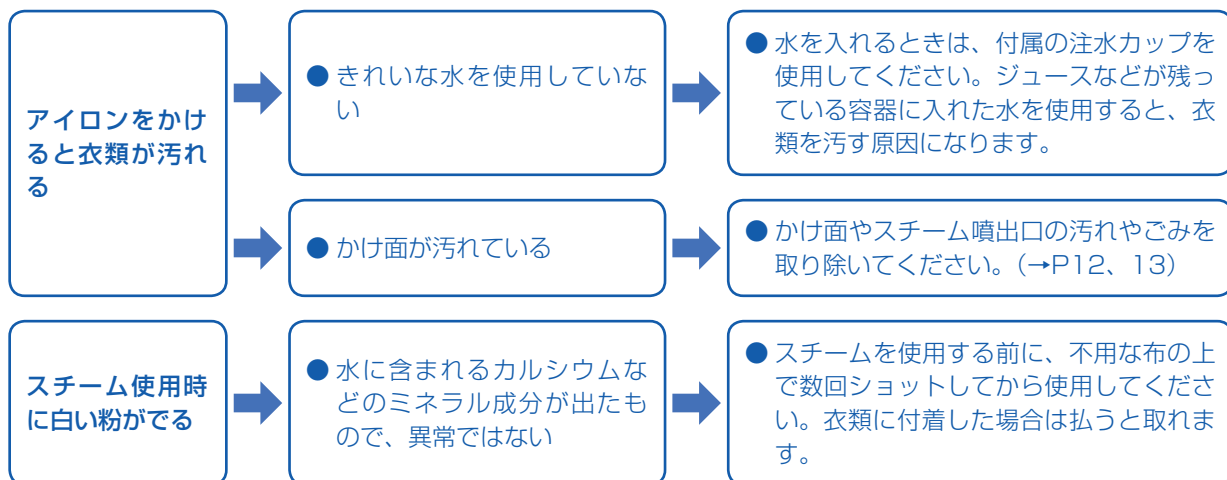 アイロンをかけ
ると衣類が汚れ
る
● きれいな水を使用していな
い
● 水を入れるときは、付属の注水カップを
使用してください。ジュースなどが残っ
ている容器に入れた水を使用すると、衣
類を汚す原因になります。
● かけ面が汚れている
● かけ面やスチーム噴出口の汚れやごみを
取り除いてください。（→P12、13）
スチーム使用時
に白い粉がでる
● 水に含まれるカルシウムな
どのミネラル成分が出たも
ので、異常ではない
● スチームを使用する前に、不用な布の上
で数回ショットしてから使用してくださ
い。衣類に付着した場合は払うと取れま
す。